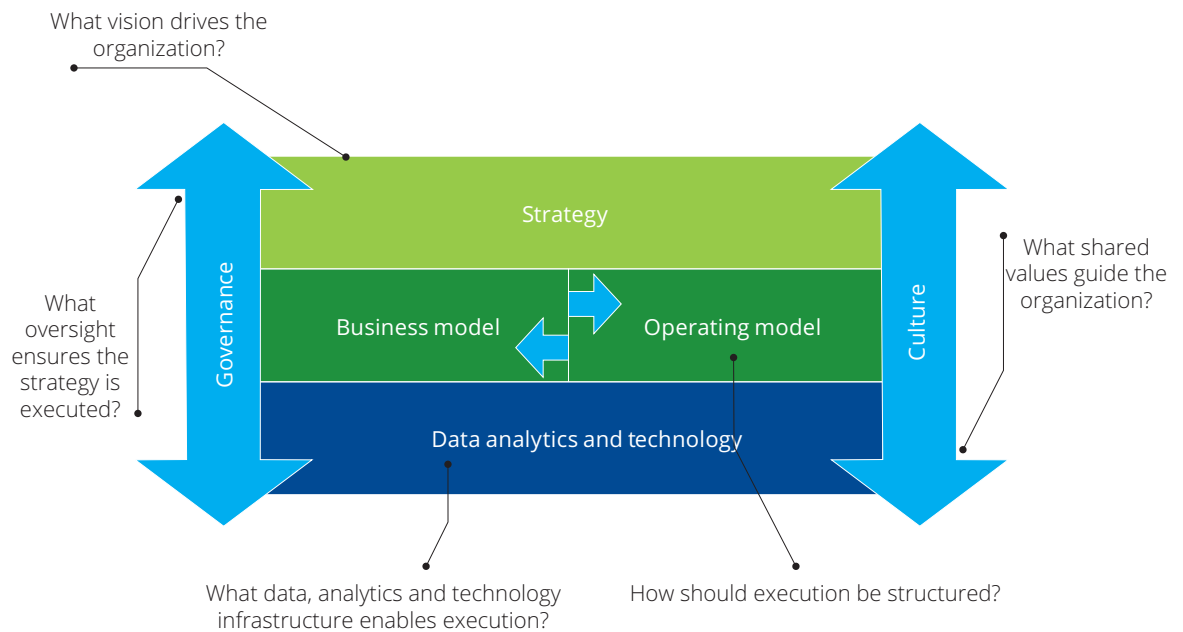 What vision drives the
organization?
Strategy
Governance
Business model
Operating model
Culture
What shared
values guide the
organization?
What
oversight
ensures the
strategy is
executed?
Data analytics and technology
What data, analytics and technology
infrastructure enables execution?
How should execution be structured?